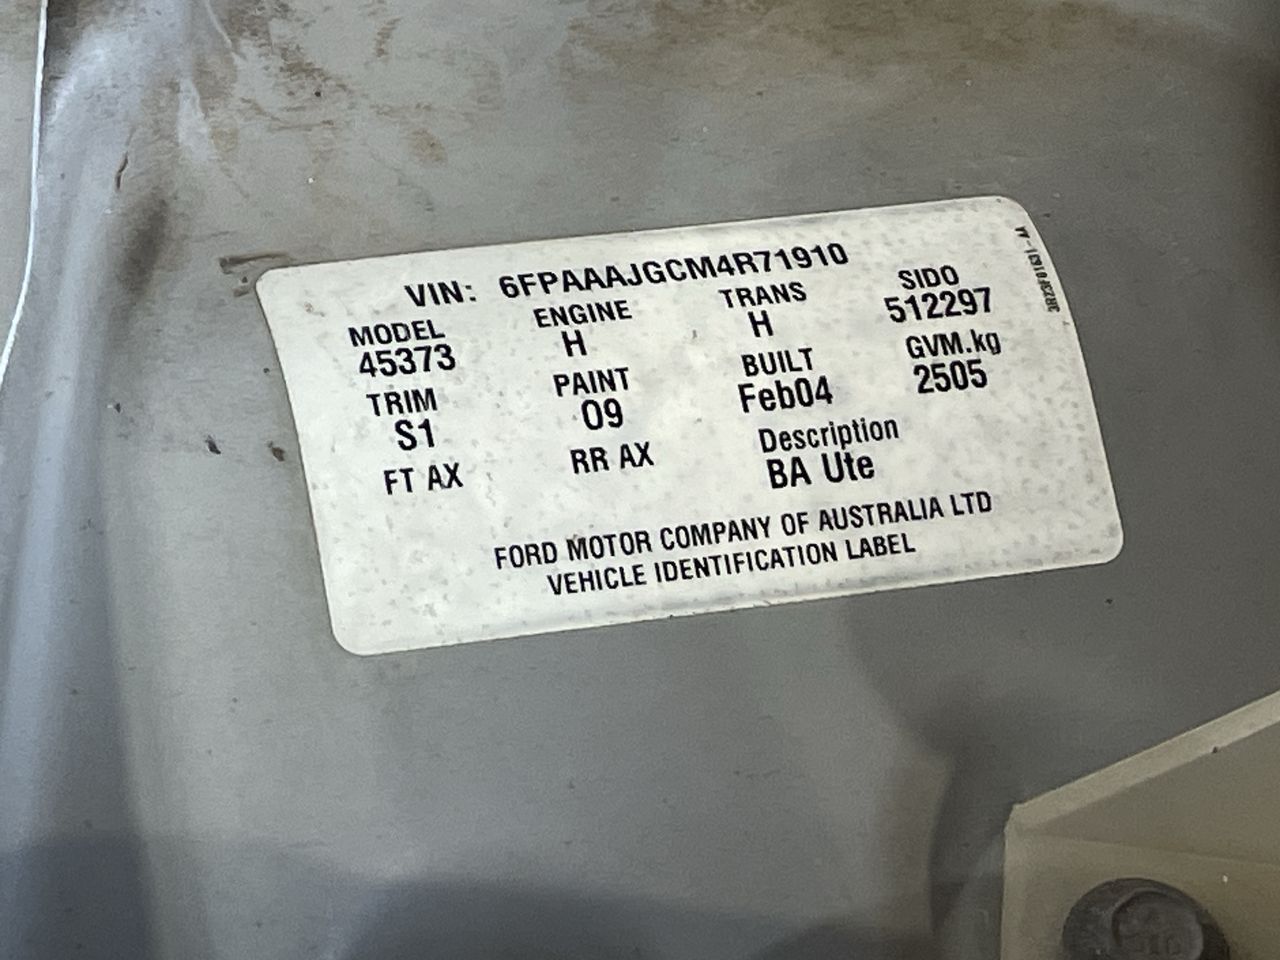 VIN: 6FPAAAJGCM4R71910
MODEL ENGINE TRANS SIDO
45373 H H 512297
TRIM PAINT BUILT GVM.kg
S1 09 Feb04 2505
FT AX RR AX Description
BA Ute
FORD MOTOR COMPANY OF AUSTRALIA LTD
VEHICLE IDENTIFICATION LABEL